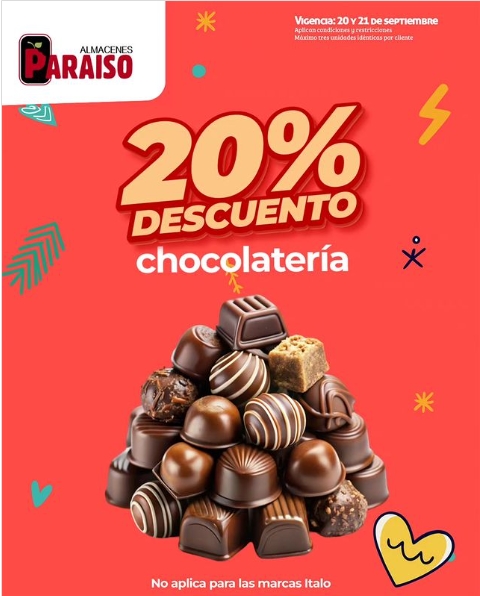 ALMACENES
PARAISO
Vigencia: 20 y 21 de septiembre
Aplican condiciones y restricciones
Máximo tres unidades idénticas por cliente
20%
DESCUENTO
chocolatería
No aplica para las marcas Italo